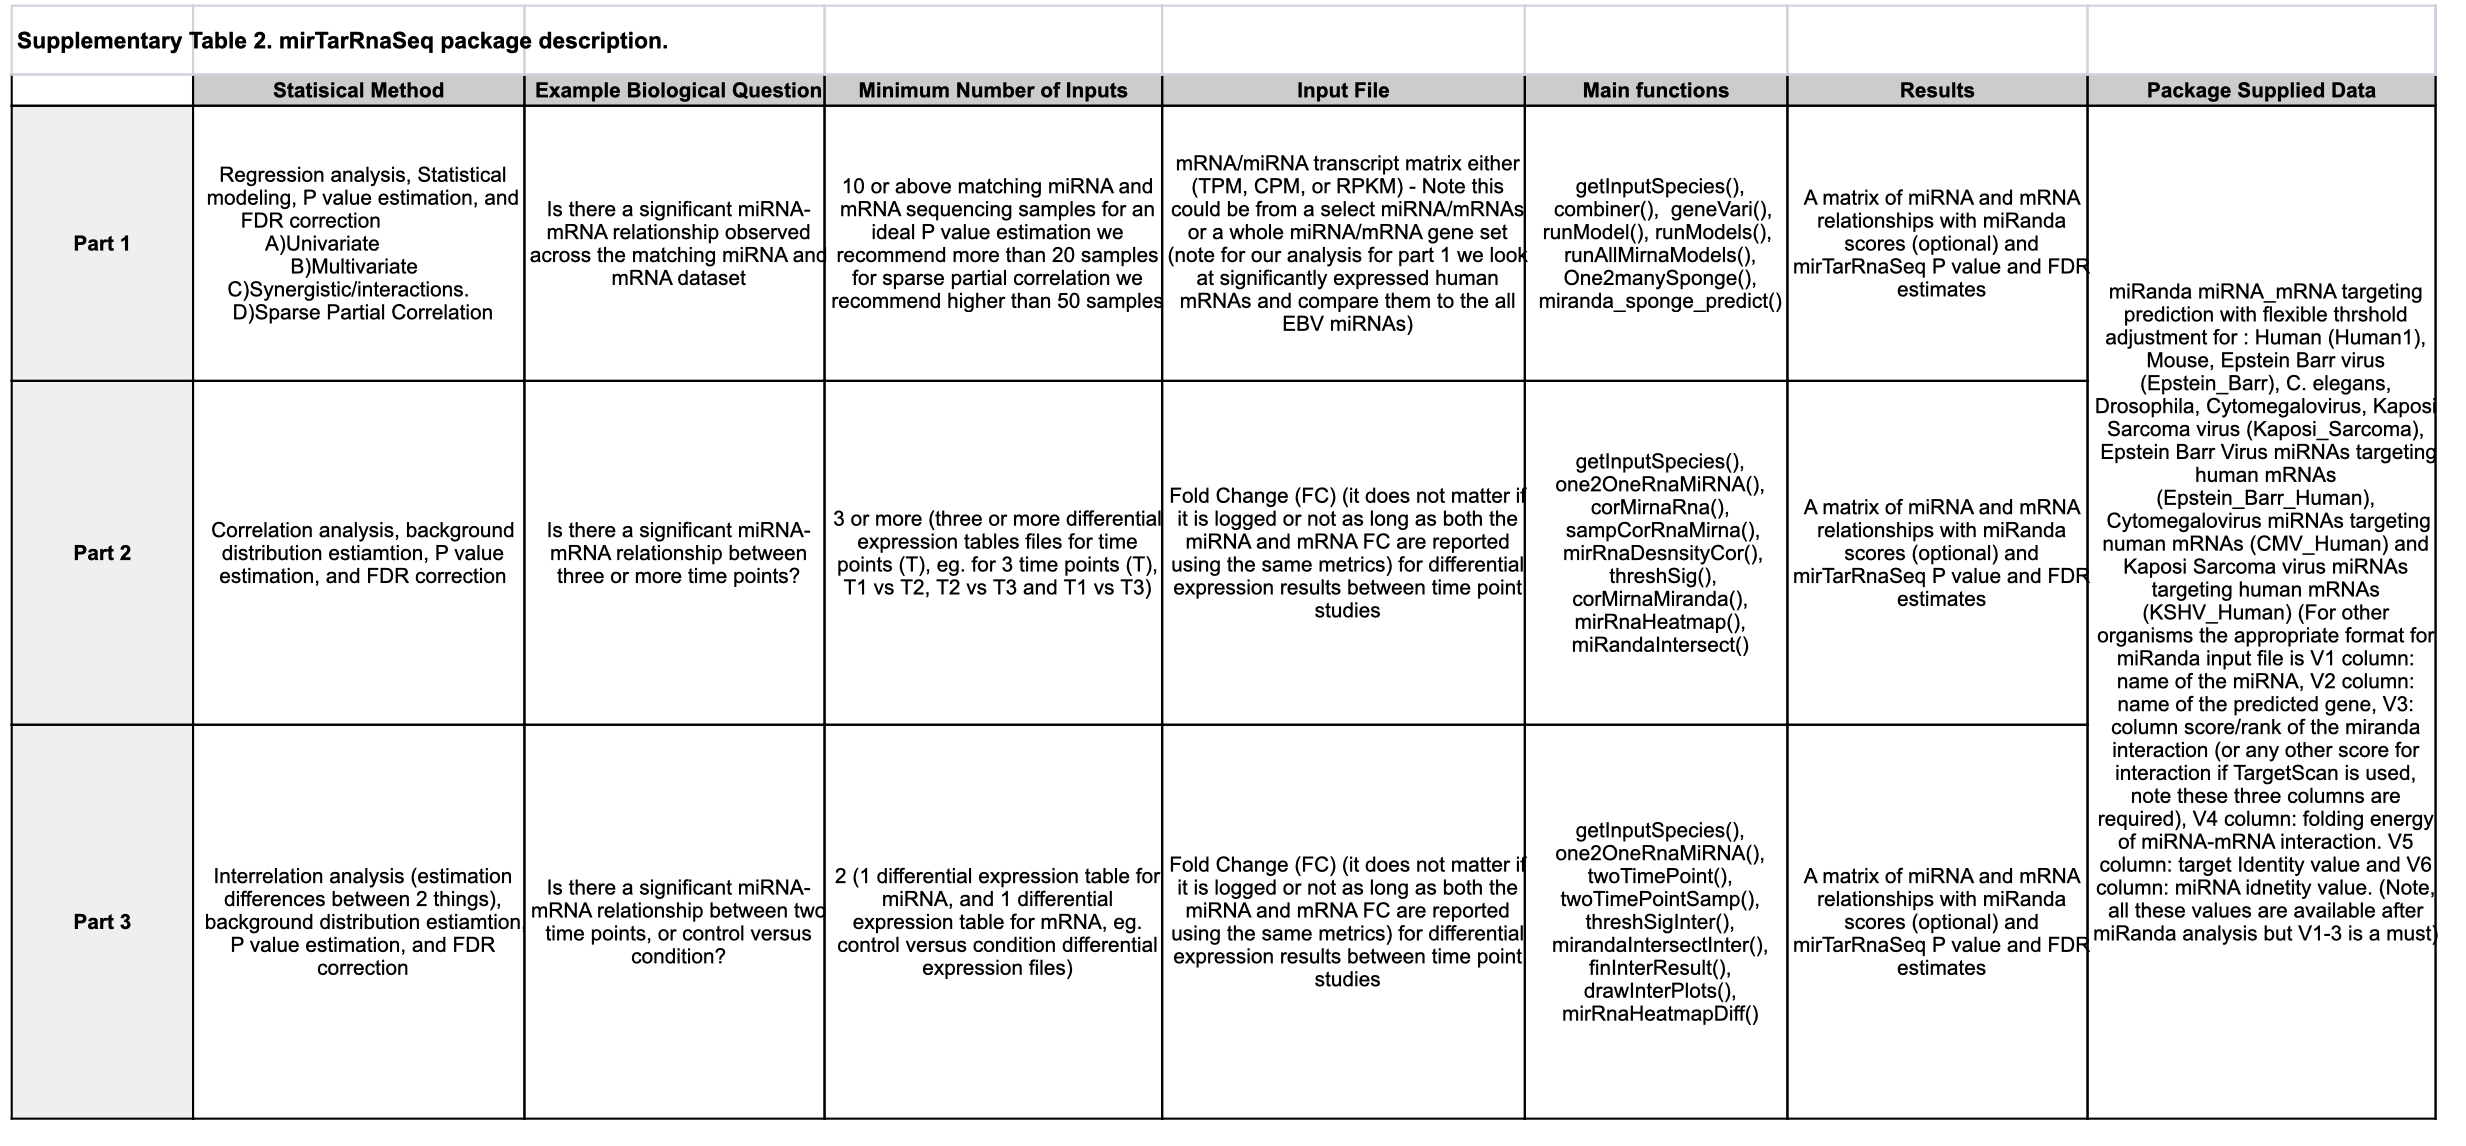 Supplementary Table 2. mirTarRnaSeq package description.
Statisical Method
Example Biological Question
Minimum Number of Inputs
Input File
Main functions
Results
Package Supplied Data
Part 1
Regression analysis, Statistical
modeling, P value estimation, and
FDR correction
A)Univariate
B)Multivariate
C)Synergistic/interactions.
D)Sparse Partial Correlation
Is there a significant miRNA-
mRNA relationship observed
across the matching miRNA and
mRNA dataset
10 or above matching miRNA and
mRNA sequencing samples for an
ideal P value estimation we
recommend more than 20 samples
for sparse partial correlation we
recommend higher than 50 samples
mRNA/miRNA transcript matrix either
(TPM, CPM, or RPKM) - Note this
could be from a select miRNA/mRNAs
or a whole miRNA/mRNA gene set
(note for our analysis for part 1 we look
at significantly expressed human
mRNAs and compare them to the all
EBV miRNAs)
getInputSpecies(),
combiner(), geneVari(),
runModel(), runModels(),
runAllMirnaModels(),
One2manySponge(),
miranda_sponge_predict()
A matrix of miRNA and mRNA
relationships with miRanda
scores (optional) and
mirTarRnaSeq P value and FDR
estimates
miRanda miRNA_mRNA targeting
prediction with flexible thrshold
adjustment for : Human (Human1),
Mouse, Epstein Barr virus
(Epstein_Barr), C. elegans,
Drosophila, Cytomegalovirus, Kaposi
Sarcoma virus (Kaposi_Sarcoma),
Epstein Barr Virus miRNAs targeting
human mRNAs
(Epstein_Barr_Human),
Cytomegalovirus miRNAs targeting
numan mRNAs (CMV_Human) and
Kaposi Sarcoma virus miRNAs
targeting human mRNAs
(KSHV_Human) (For other
organisms the appropriate format for
miRanda input file is V1 column:
name of the miRNA, V2 column:
name of the predicted gene, V3:
column score/rank of the miranda
interaction (or any other score for
interaction if TargetScan is used,
note these three columns are
required), V4 column: folding energy
of miRNA-mRNA interaction. V5
column: target Identity value and V6
column: miRNA idnetity value. (Note,
all these values are available after
miRanda analysis but V1-3 is a must)
Part 2
Correlation analysis, background
distribution estiamtion, P value
estimation, and FDR correction
Is there a significant miRNA-
mRNA relationship between
three or more time points?
3 or more (three or more differential
expression tables files for time
points (T), eg. for 3 time points (T),
T1 vs T2, T2 vs T3 and T1 vs T3)
Fold Change (FC) (it does not matter if
it is logged or not as long as both the
miRNA and mRNA FC are reported
using the same metrics) for differential
expression results between time point
studies
getInputSpecies(),
one2OneRnaMiRNA(),
corMirnaRna(),
sampCorRnaMirna(),
mirRnaDesnsityCor(),
threshSig(),
corMirnaMiranda(),
mirRnaHeatmap(),
miRandaIntersect()
A matrix of miRNA and mRNA
relationships with miRanda
scores (optional) and
mirTarRnaSeq P value and FDR
estimates
Part 3
Interrelation analysis (estimation
differences between 2 things),
background distribution estiamtion,
P value estimation, and FDR
correction
Is there a significant miRNA-
mRNA relationship between two
time points, or control versus
condition?
2 (1 differential expression table for
miRNA, and 1 differential
expression table for mRNA, eg.
control versus condition differential
expression files)
Fold Change (FC) (it does not matter if
it is logged or not as long as both the
miRNA and mRNA FC are reported
using the same metrics) for differential
expression results between time point
studies
getInputSpecies(),
one2OneRnaMiRNA(),
twoTimePoint(),
twoTimePointSamp(),
threshSigInter(),
mirandaIntersectInter(),
finInterResult(),
drawInterPlots(),
mirRnaHeatmapDiff()
A matrix of miRNA and mRNA
relationships with miRanda
scores (optional) and
mirTarRnaSeq P value and FDR
estimates